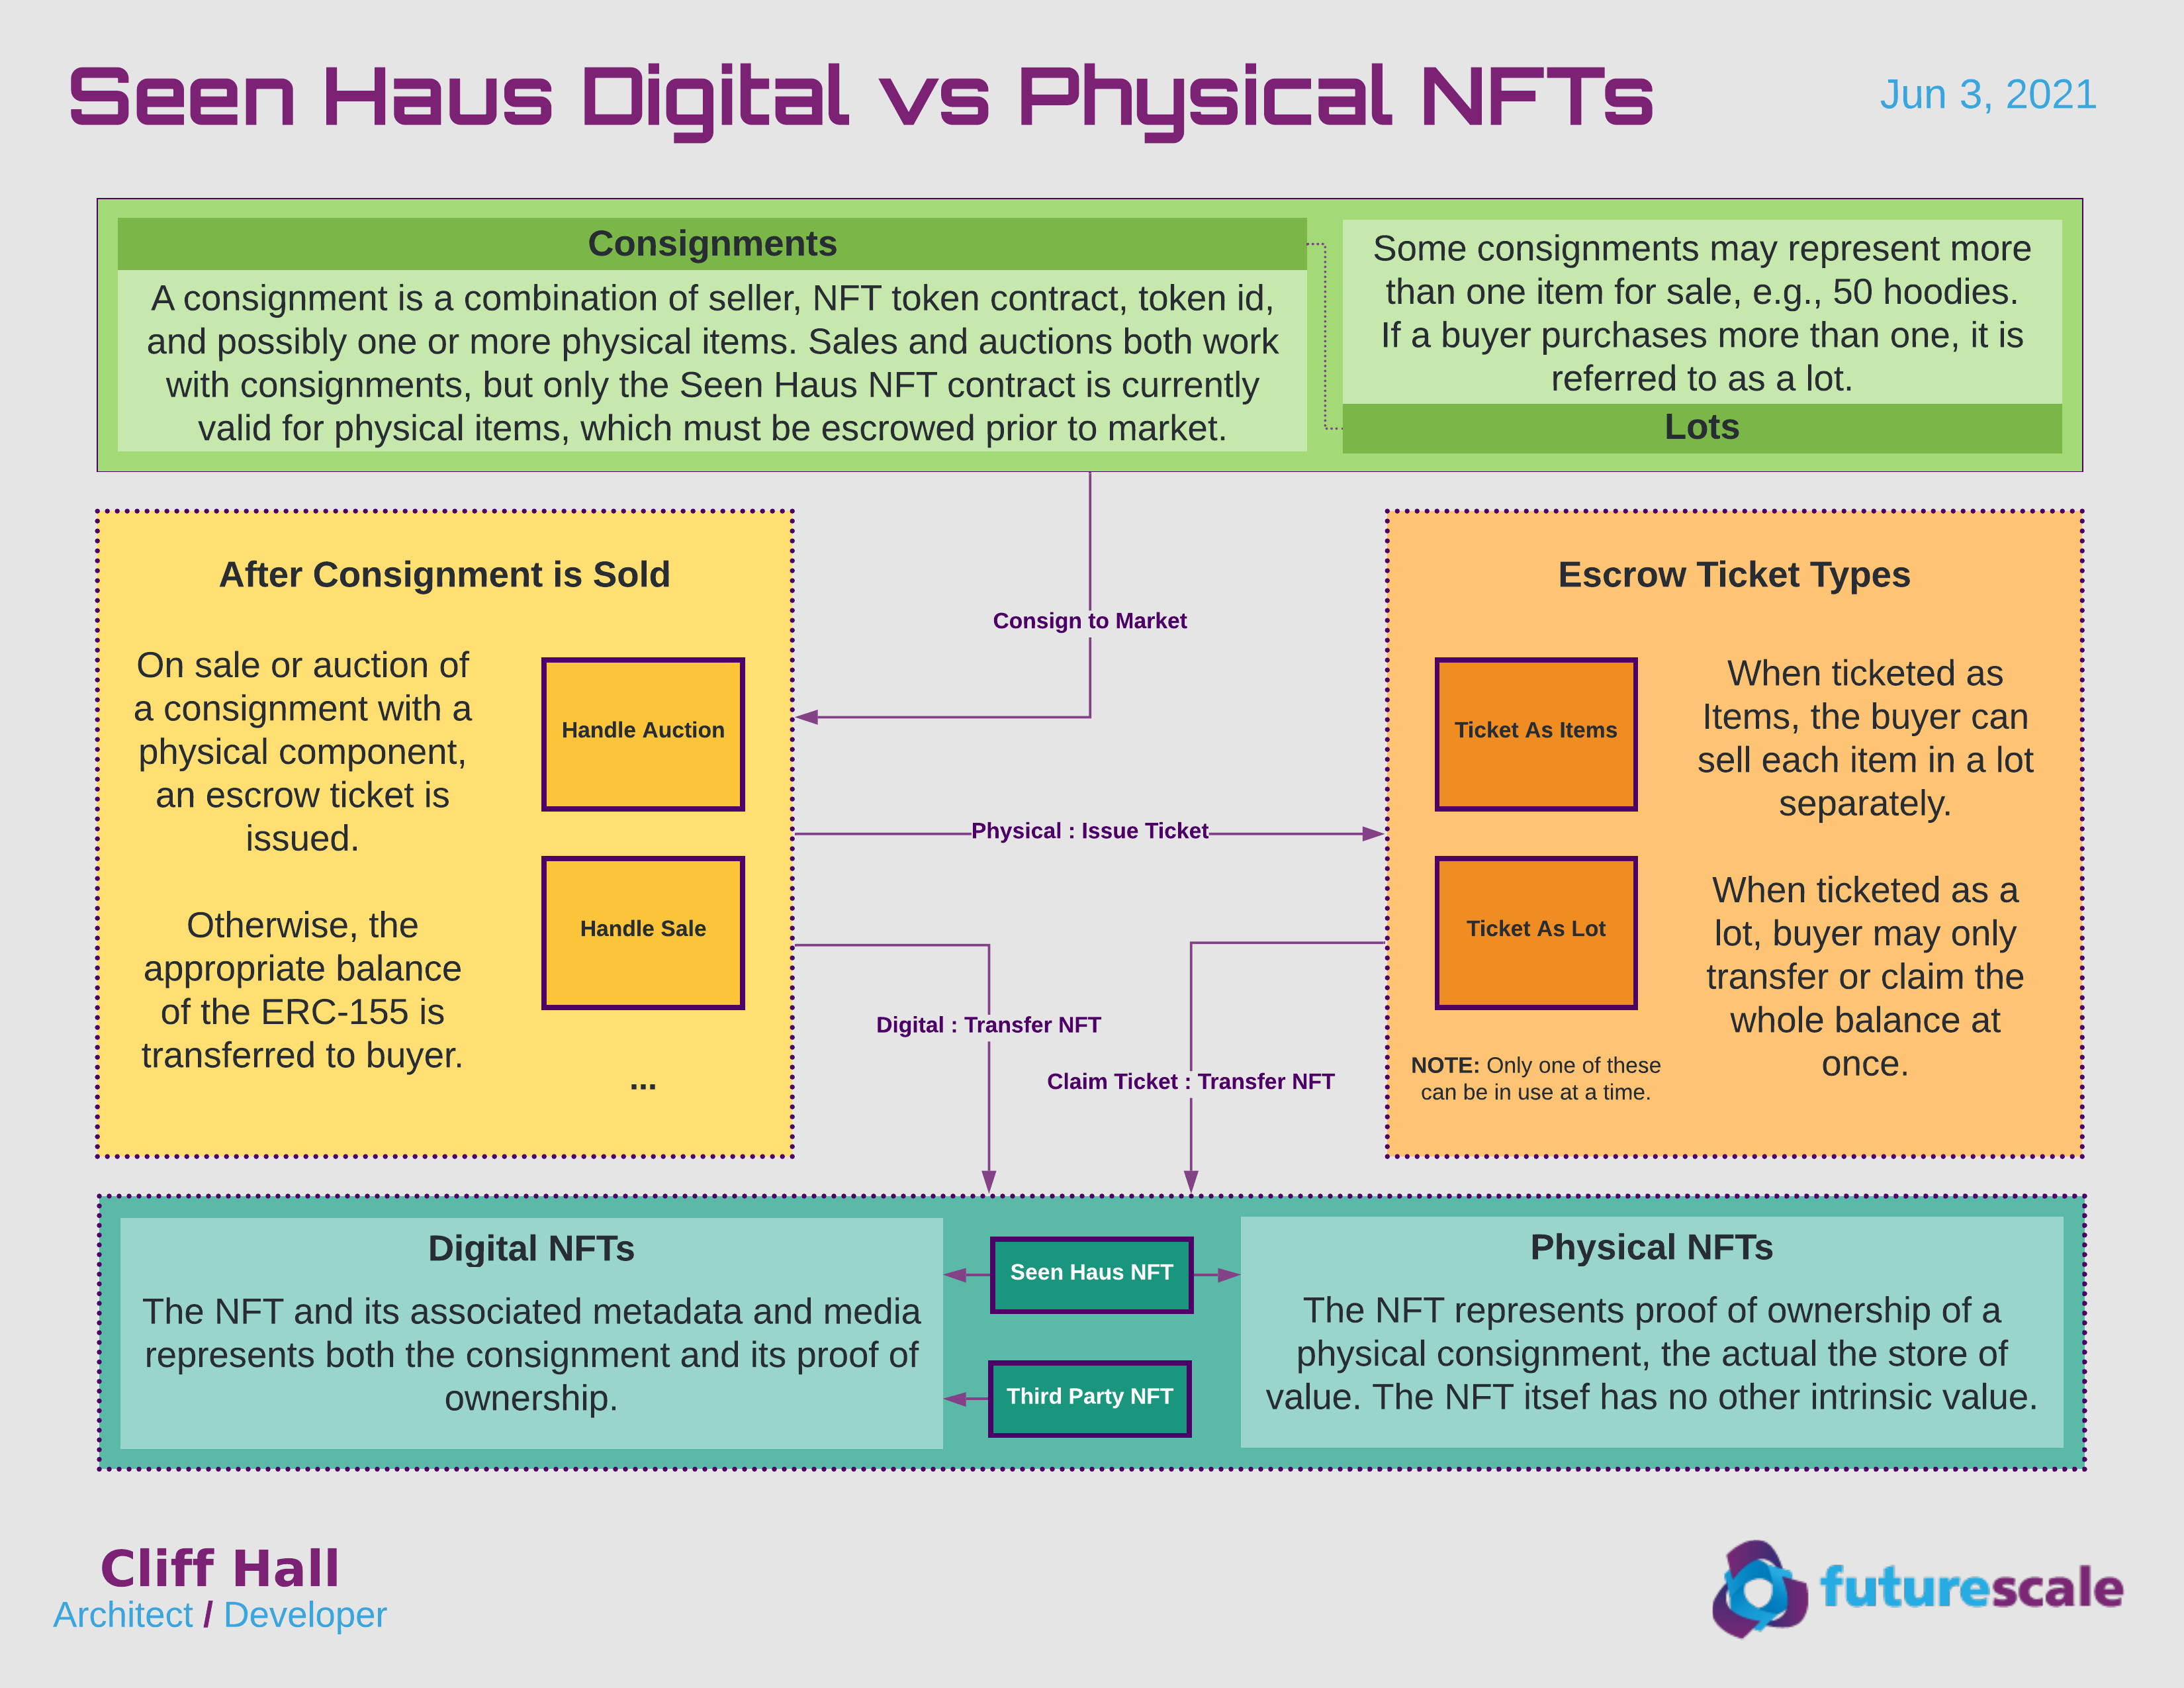 Seen Haus Digital vs Physical NFTs
Jun 3, 2021
Consignments
A consignment is a combination of seller, NFT token contract, token id,
and possibly one or more physical items. Sales and auctions both work
with consignments, but only the Seen Haus NFT contract is currently
valid for physical items, which must be escrowed prior to market.
Some consignments may represent more
than one item for sale, e.g., 50 hoodies.
If a buyer purchases more than one, it is
referred to as a lot.
Lots
Consign to Market
After Consignment is Sold
On sale or auction of
a consignment with a
physical component,
an escrow ticket is
issued.
Otherwise, the
appropriate balance
of the ERC-155 is
transferred to buyer.
Handle Auction
Handle Sale
...
Physical : Issue Ticket
Digital : Transfer NFT
Claim Ticket : Transfer NFT
Escrow Ticket Types
Ticket As Items
Ticket As Lot
NOTE: Only one of these
can be in use at a time.
When ticketed as
Items, the buyer can
sell each item in a lot
separately.
When ticketed as a
lot, buyer may only
transfer or claim the
whole balance at
once.
Digital NFTs
The NFT and its associated metadata and media
represents both the consignment and its proof of
ownership.
Seen Haus NFT
Third Party NFT
Physical NFTs
The NFT represents proof of ownership of a
physical consignment, the actual the store of
value. The NFT itsef has no other intrinsic value.
Cliff Hall
Architect / Developer
futurescale